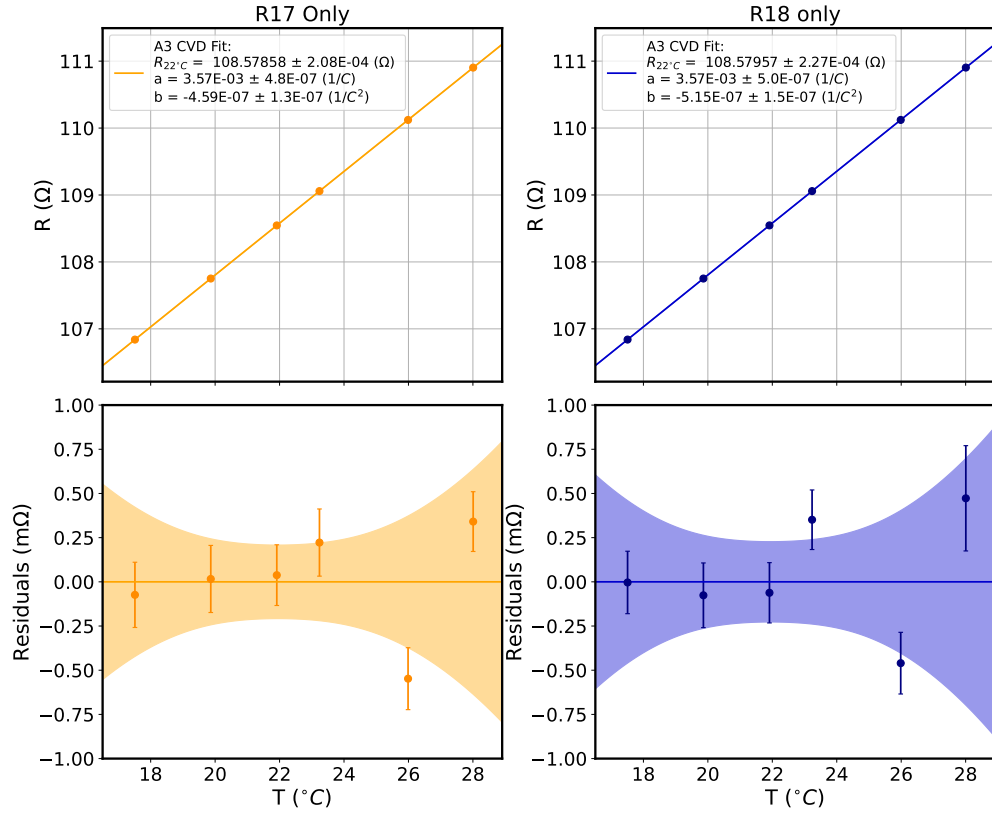 R17 Only
R18 only
A3 CVD Fit:
R22°C = 108.57858 ± 2.08E-04 (Ω)
a = 3.57E-03 ± 4.8E-07 (1/C)
b = -4.59E-07 ± 1.3E-07 (1/C²)
A3 CVD Fit:
R22°C = 108.57957 ± 2.27E-04 (Ω)
a = 3.57E-03 ± 5.0E-07 (1/C)
b = -5.15E-07 ± 1.5E-07 (1/C²)
R (Ω)
111
110
109
108
107
R (Ω)
111
110
109
108
107
Residuals (mΩ)
1.00
0.75
0.50
0.25
0.00
−0.25
−0.50
−0.75
−1.00
18 20 22 24 26 28
T (°C)
Residuals (mΩ)
1.00
0.75
0.50
0.25
0.00
−0.25
−0.50
−0.75
−1.00
18 20 22 24 26 28
T (°C)